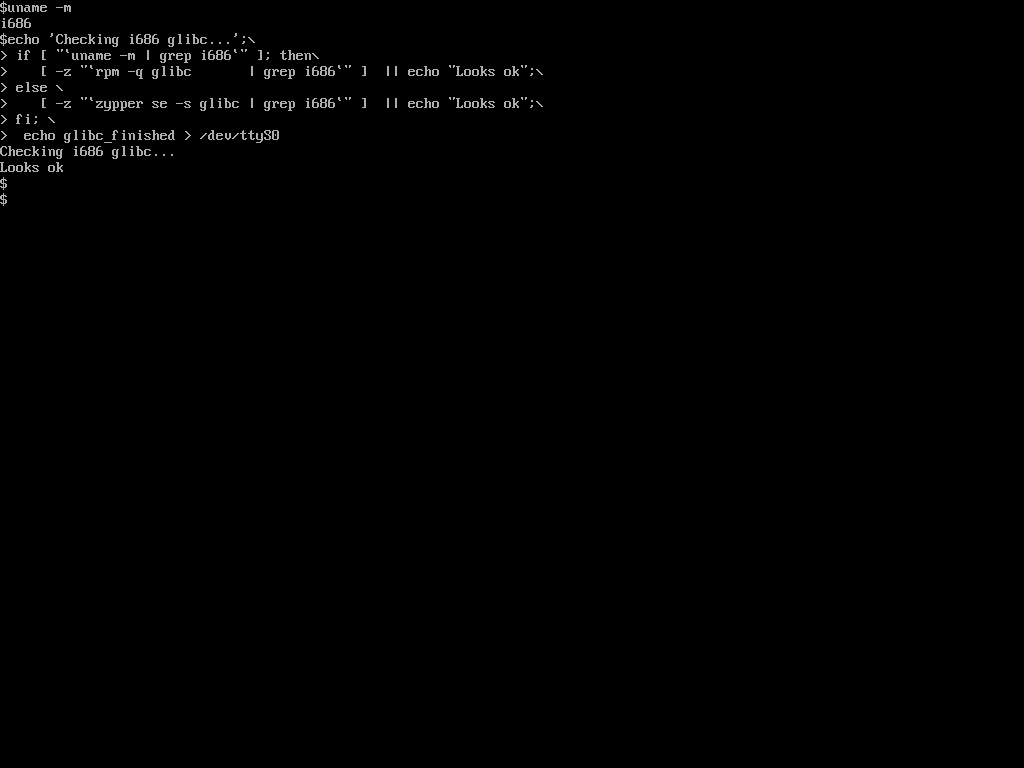 $uname -m
i686
$echo 'Checking i686 glibc...';\
> if [ "`uname -m | grep i686`" ]; then\
>    [ -z "`rpm -q glibc       | grep i686`" ]  || echo "Looks ok";\
> else \
>    [ -z "`zypper se -s glibc | grep i686`" ]  || echo "Looks ok";\
> fi; \
>  echo glibc_finished > /dev/ttyS0
Checking i686 glibc...
Looks ok
$
$